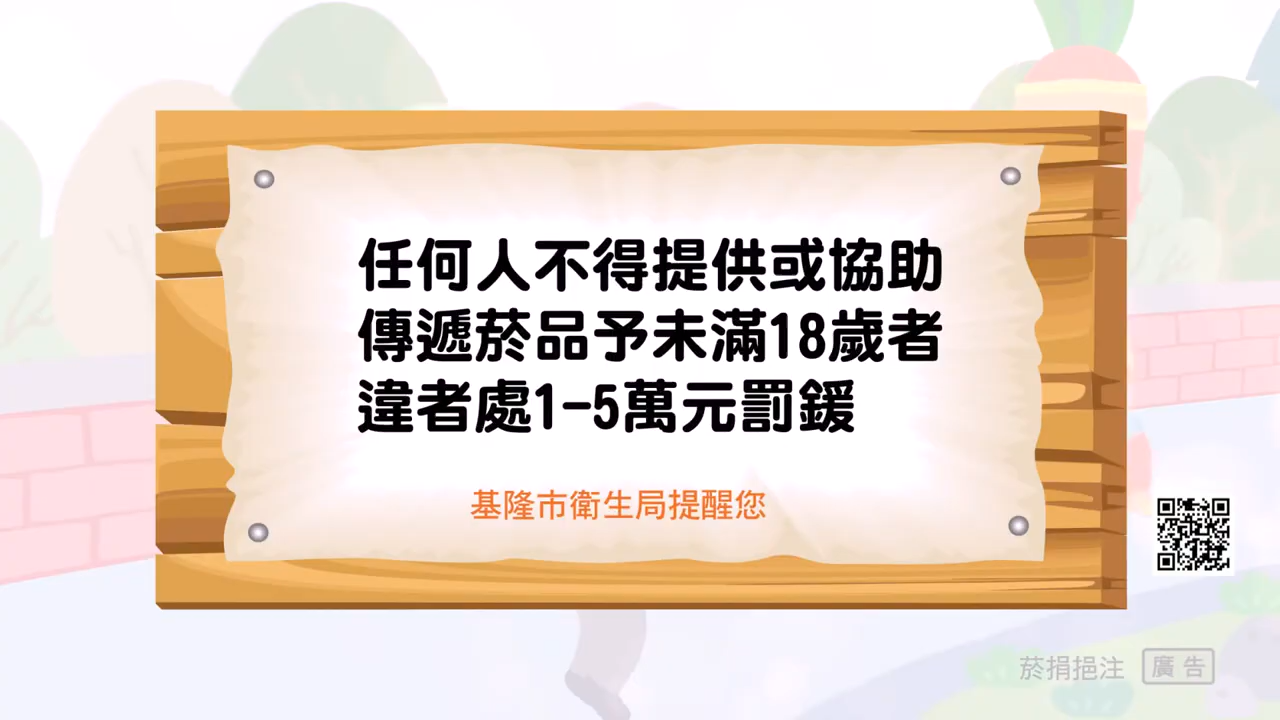 任何人不得提供或協助
傳遞菸品予未滿18歲者
違者處1-5萬元罰鍰
基隆市衛生局提醒您
菸捐挹注 廣告